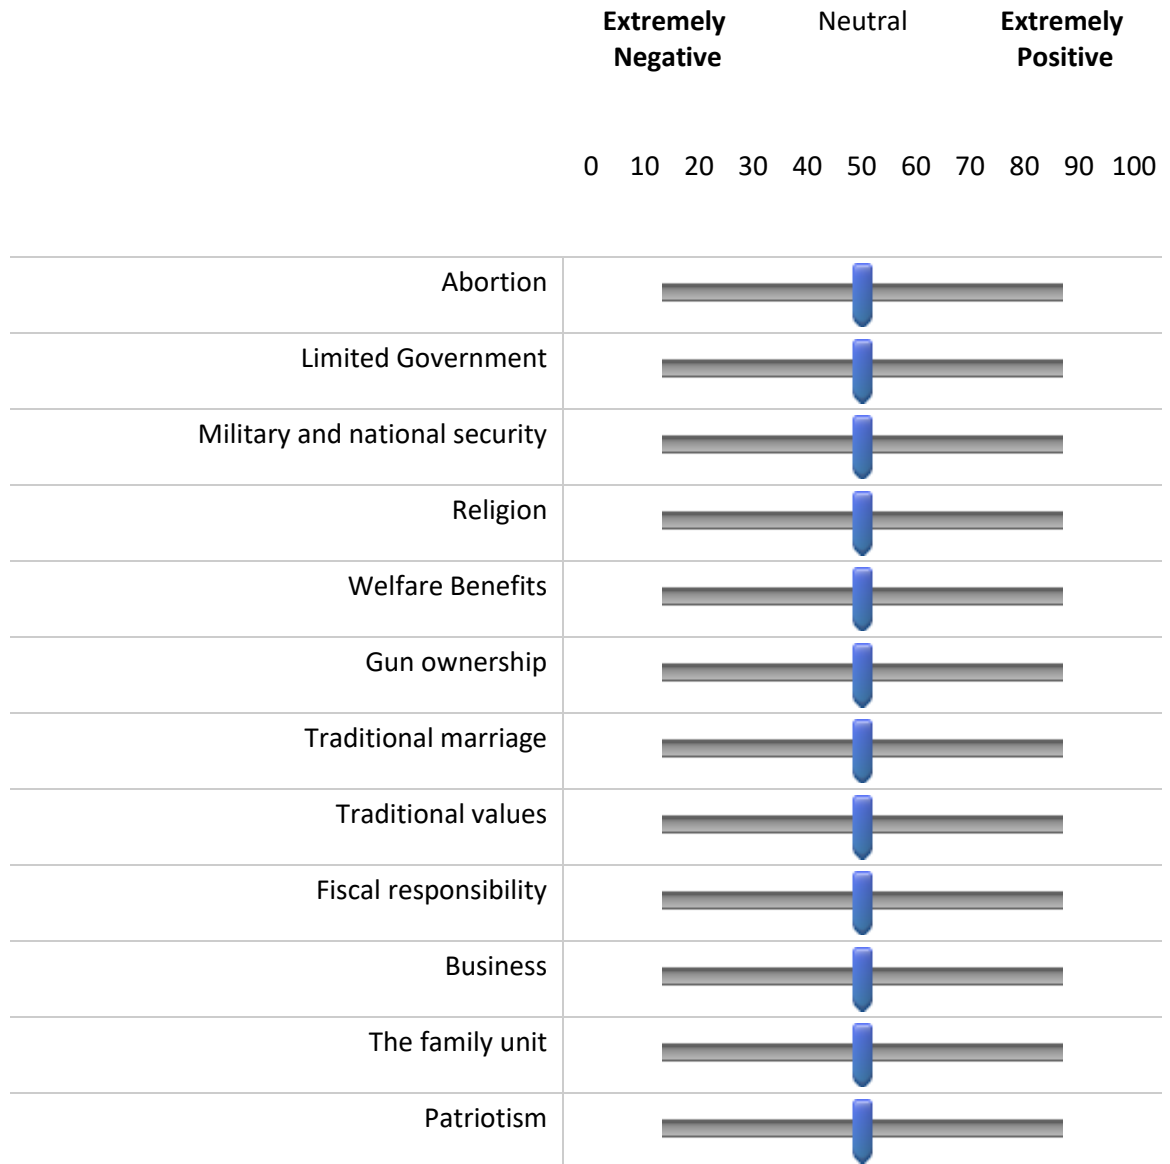 Extremely Neutral Extremely
Negative Positive
0 10 20 30 40 50 60 70 80 90 100
Abortion
Limited Government
Military and national security
Religion
Welfare Benefits
Gun ownership
Traditional marriage
Traditional values
Fiscal responsibility
Business
The family unit
Patriotism